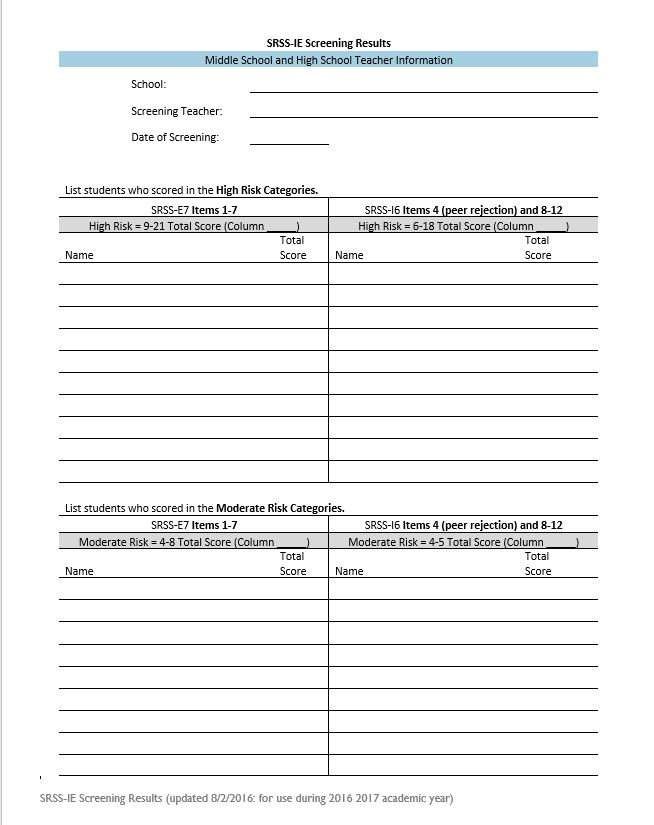 SRSS-IE Screening Results
Middle School and High School Teacher Information
School:
Screening Teacher:
Date of Screening:
List students who scored in the High Risk Categories.
SRSS-E7 Items 1-7 SRSS-I6 Items 4 (peer rejection) and 8-12
High Risk = 9-21 Total Score (Column _____) High Risk = 6-18 Total Score (Column _____)
Total Total
Name Score Name Score
List students who scored in the Moderate Risk Categories.
SRSS-E7 Items 1-7 SRSS-I6 Items 4 (peer rejection) and 8-12
Moderate Risk = 4-8 Total Score (Column _____) Moderate Risk = 4-5 Total Score (Column _____)
Total Total
Name Score Name Score
SRSS-IE Screening Results (updated 8/2/2016: for use during 2016 2017 academic year)